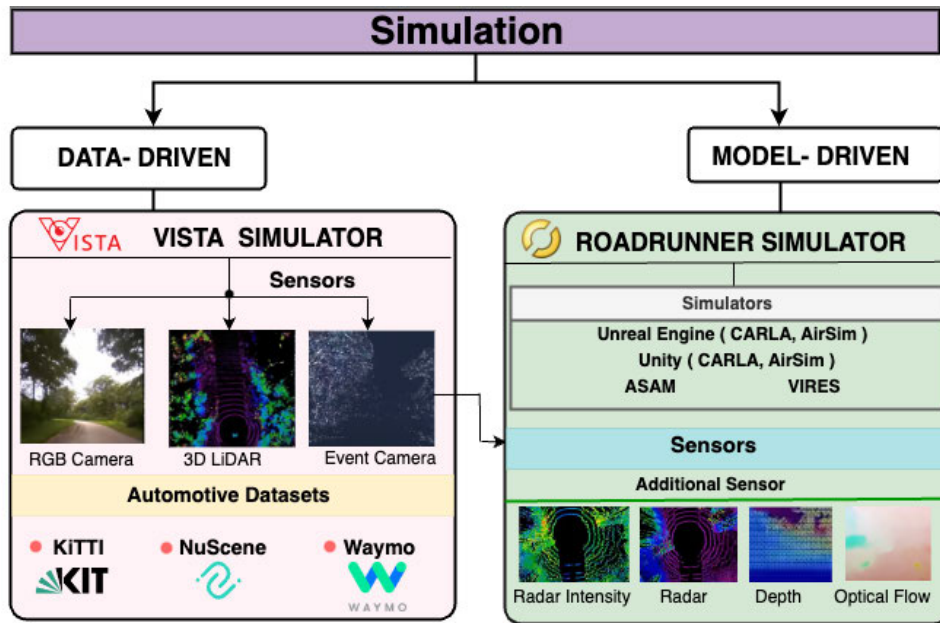 Simulation
DATA- DRIVEN
MODEL- DRIVEN
VISTA
VISTA SIMULATOR
Sensors
RGB Camera
3D LiDAR
Event Camera
Automotive Datasets
KiTTI
NuScene
Waymo
KIT
WAYMO
ROADRUNNER SIMULATOR
Simulators
Unreal Engine ( CARLA, AirSim )
Unity ( CARLA, AirSim )
ASAM
VIRES
Sensors
Additional Sensor
Radar Intensity
Radar
Depth
Optical Flow